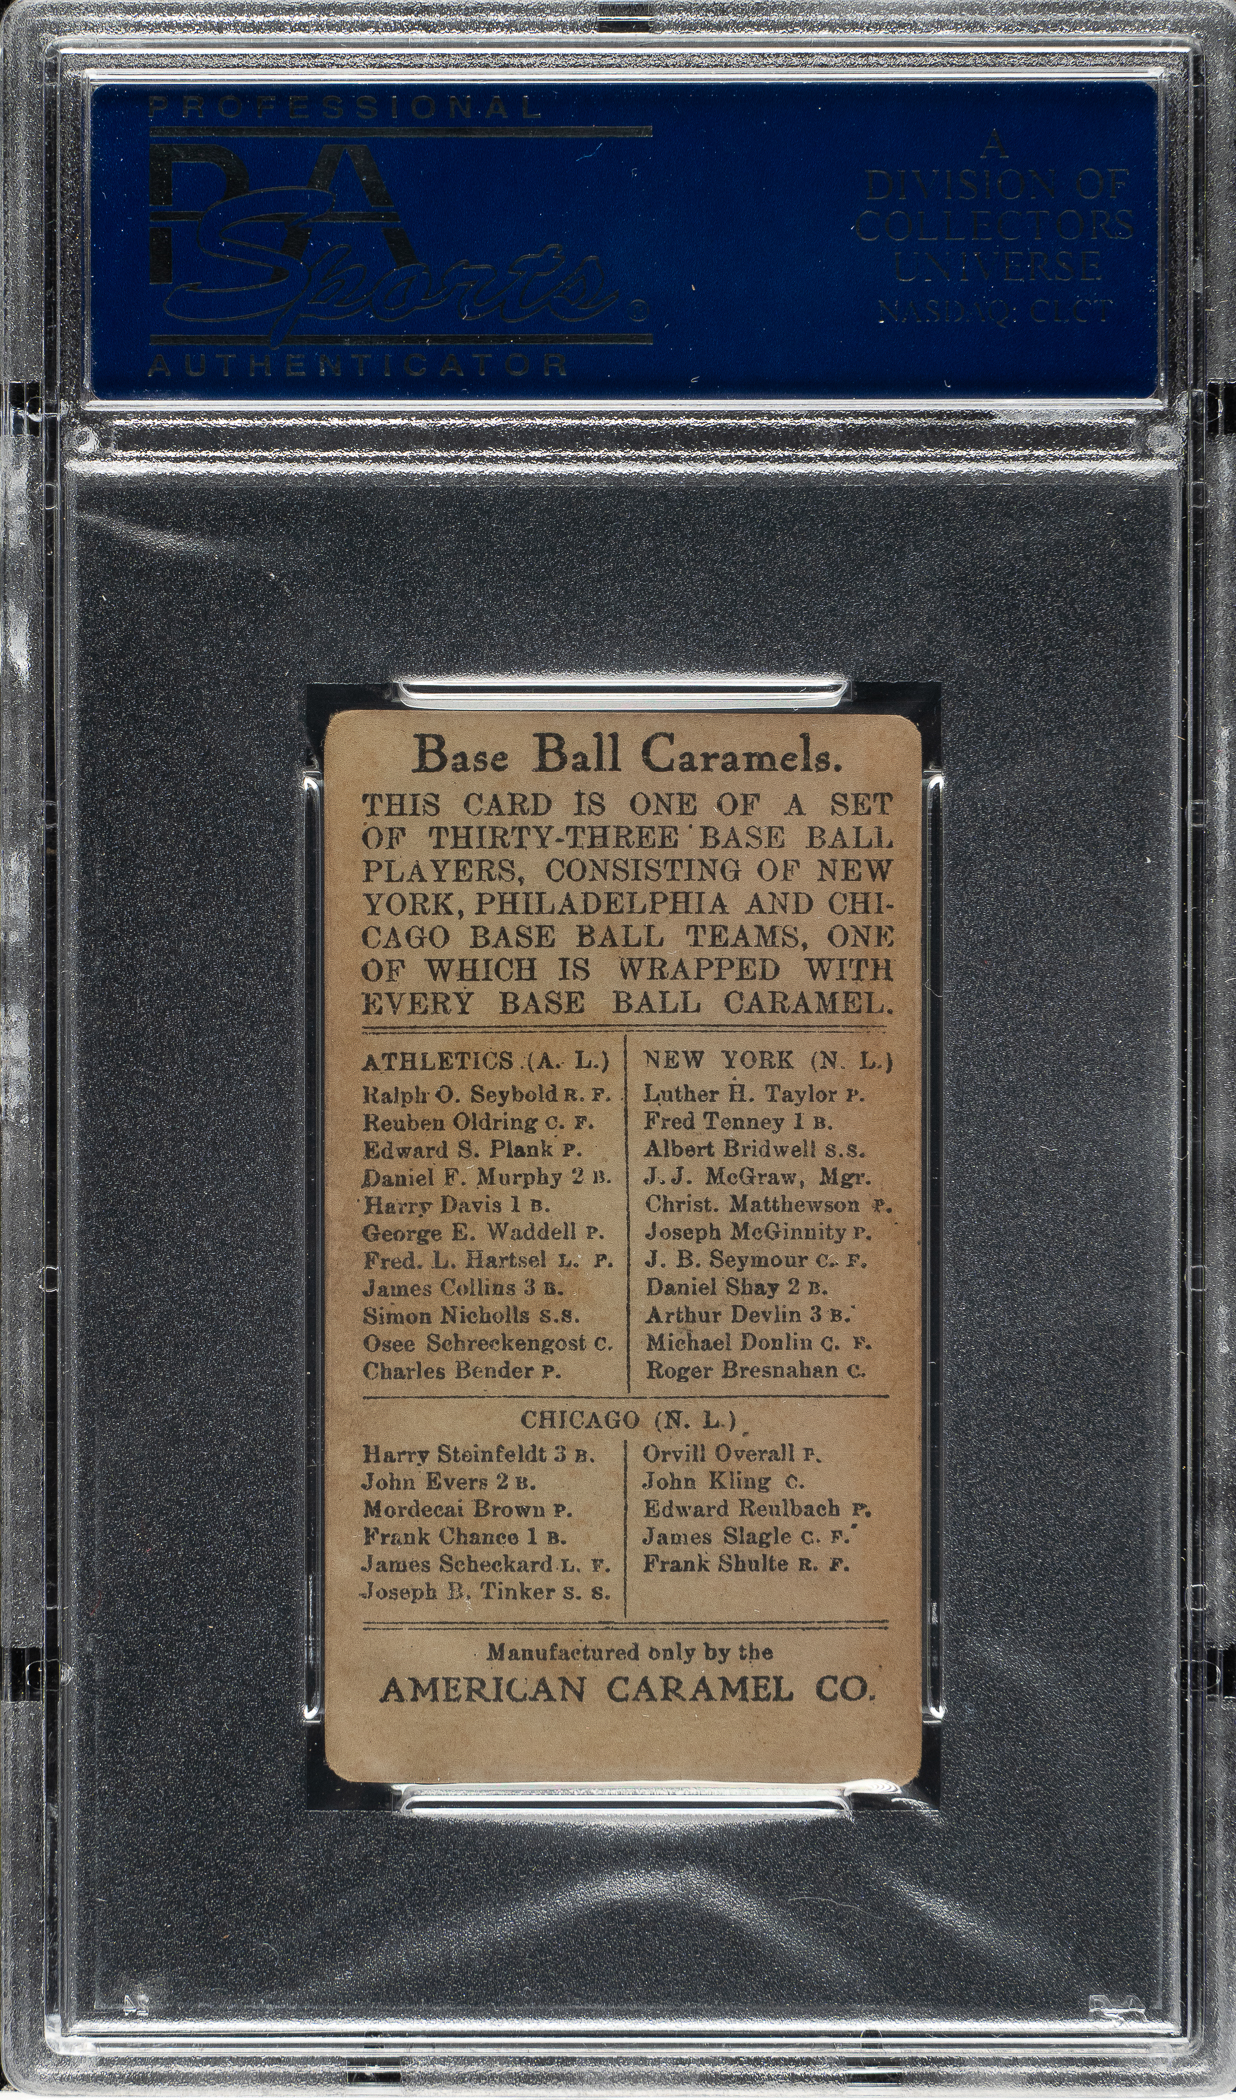 PROFESSIONAL
PSA
Sports
AUTHENTICATOR
A
DIVISION OF
COLLECTORS
UNIVERSE
NASDAQ: CLCT
Base Ball Caramels.
THIS CARD IS ONE OF A SET
OF THIRTY-THREE BASE BALL
PLAYERS, CONSISTING OF NEW
YORK, PHILADELPHIA AND CHI-
CAGO BASE BALL TEAMS, ONE
OF WHICH IS WRAPPED WITH
EVERY BASE BALL CARAMEL.
ATHLETICS (A. L.)
Ralph O. Seybold R. F.
Reuben Oldring C. F.
Edward S. Plank P.
Daniel F. Murphy 2 B.
Harry Davis 1 B.
George E. Waddell P.
Fred. L. Hartsel L. F.
James Collins 3 B.
Simon Nicholls S.S.
Osee Schreckengost C.
Charles Bender P.
NEW YORK (N. L.)
Luther H. Taylor P.
Fred Tenney 1 B.
Albert Bridwell S.S.
J. J. McGraw, Mgr.
Christ. Matthewson P.
Joseph McGinnity P.
J. B. Seymour C. F.
Daniel Shay 2 B.
Arthur Devlin 3 B.
Michael Donlin C. F.
Roger Bresnahan C.
CHICAGO (N. L.)
Harry Steinfeldt 3 B.
John Evers 2 B.
Mordecai Brown P.
Frank Chance 1 B.
James Scheckard L. F.
Joseph B. Tinker S. S.
Orvill Overall P.
John Kling C.
Edward Reulbach P.
James Slagle C. F.
Frank Shulte R. F.
Manufactured only by the
AMERICAN CARAMEL CO.